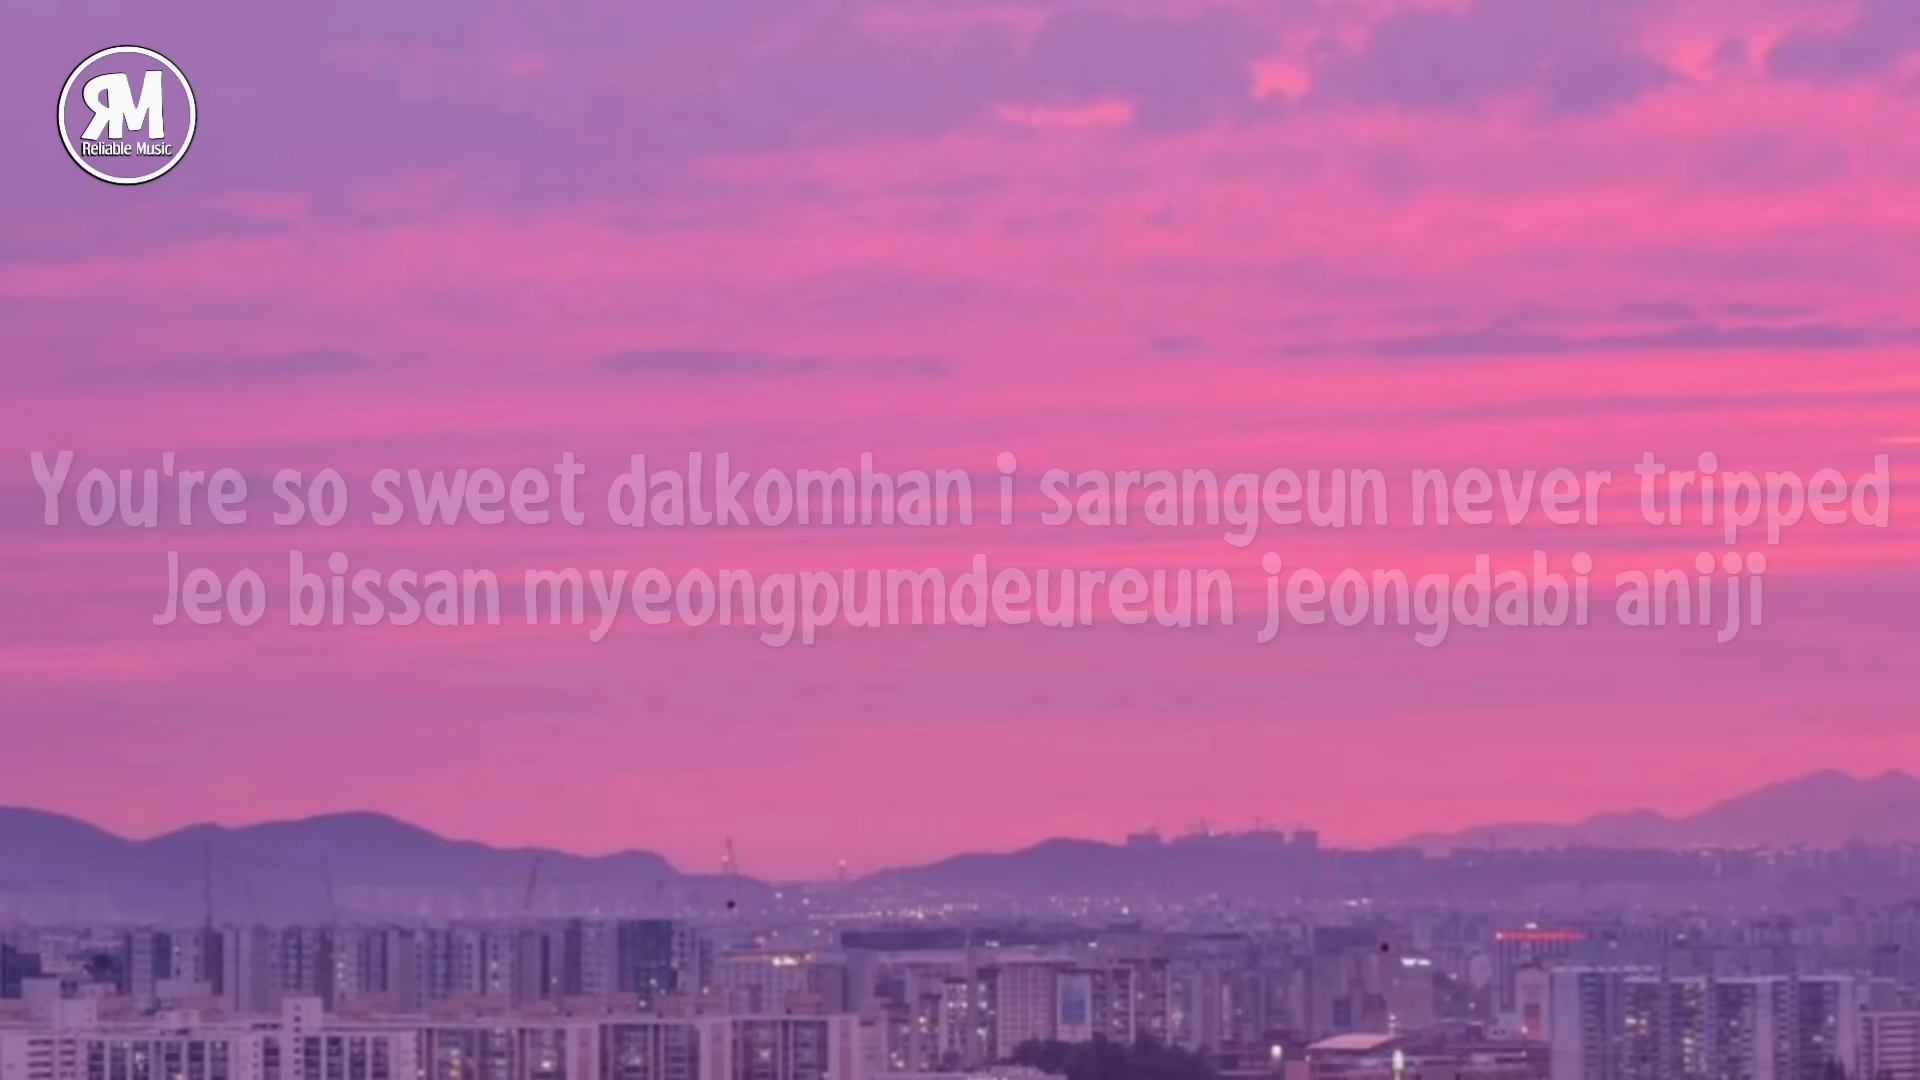 RM
Reliable Music
You're so sweet dalkomhan i sarangeun never tripped
Jeo bissan myeongpumdeureun jeongdabi aniji